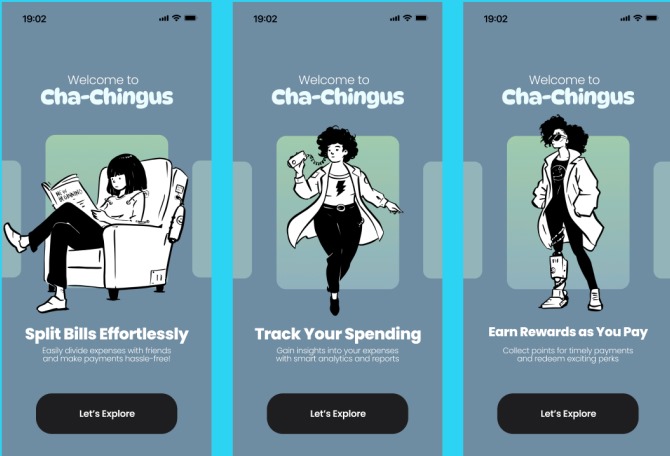 19:02
Welcome to
Cha-Chingus
NEW
BEGINNING
Split Bills Effortlessly
Easily divide expenses with friends
and make payments hassle-free!
Let's Explore
19:02
Welcome to
Cha-Chingus
Track Your Spending
Gain insights into your expenses
with smart analytics and reports
Let's Explore
19:02
Welcome to
Cha-Chingus
Earn Rewards as You Pay
Collect points for timely payments
and redeem exciting perks
Let's Explore